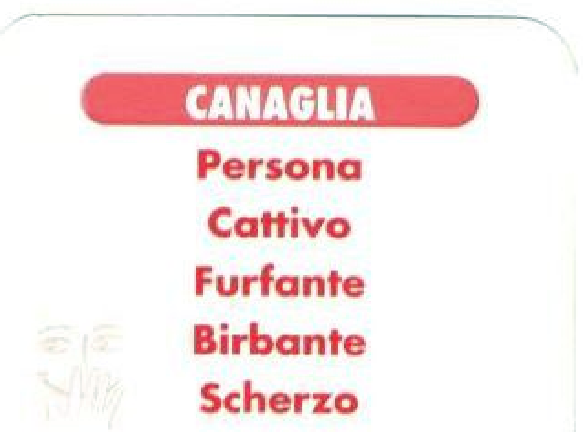 CANAGLIA
Persona
Cattivo
Furfante
Birbante
Scherzo